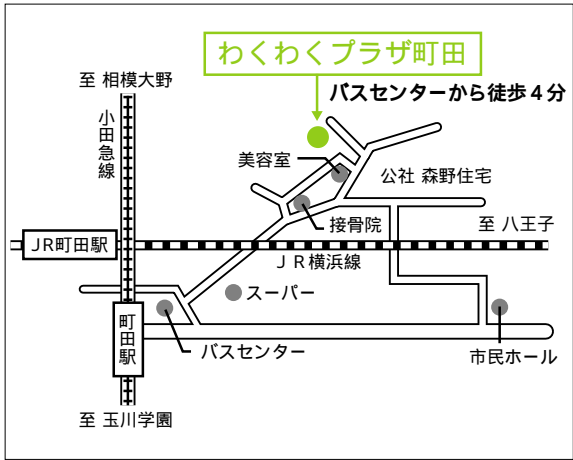 わくわくプラザ町田
至 相模大野
バスセンターから徒歩４分
小田急線
美容室
公社 森野住宅
接骨院
至 八王子
JR町田駅
ＪＲ横浜線
スーパー
町田駅
バスセンター
市民ホール
至 玉川学園